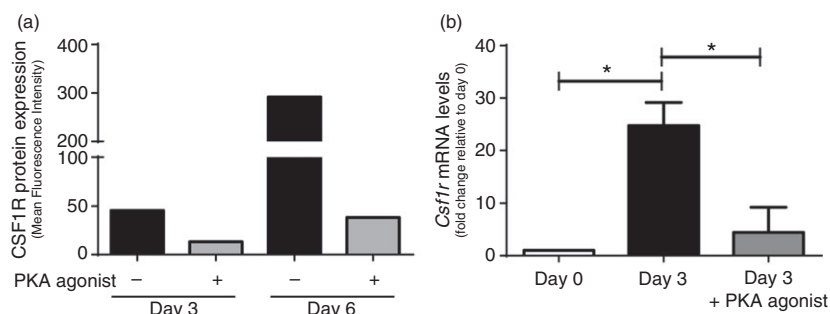 (a)
CSF1R protein expression
(Mean Fluorescence Intensity)
400
300
200
100
50
0
PKA agonist – + – +
Day 3 Day 6
(b)
Csf1r mRNA levels
(fold change relative to day 0)
40
30
20
10
0
* *
Day 0 Day 3 Day 3
+ PKA agonist